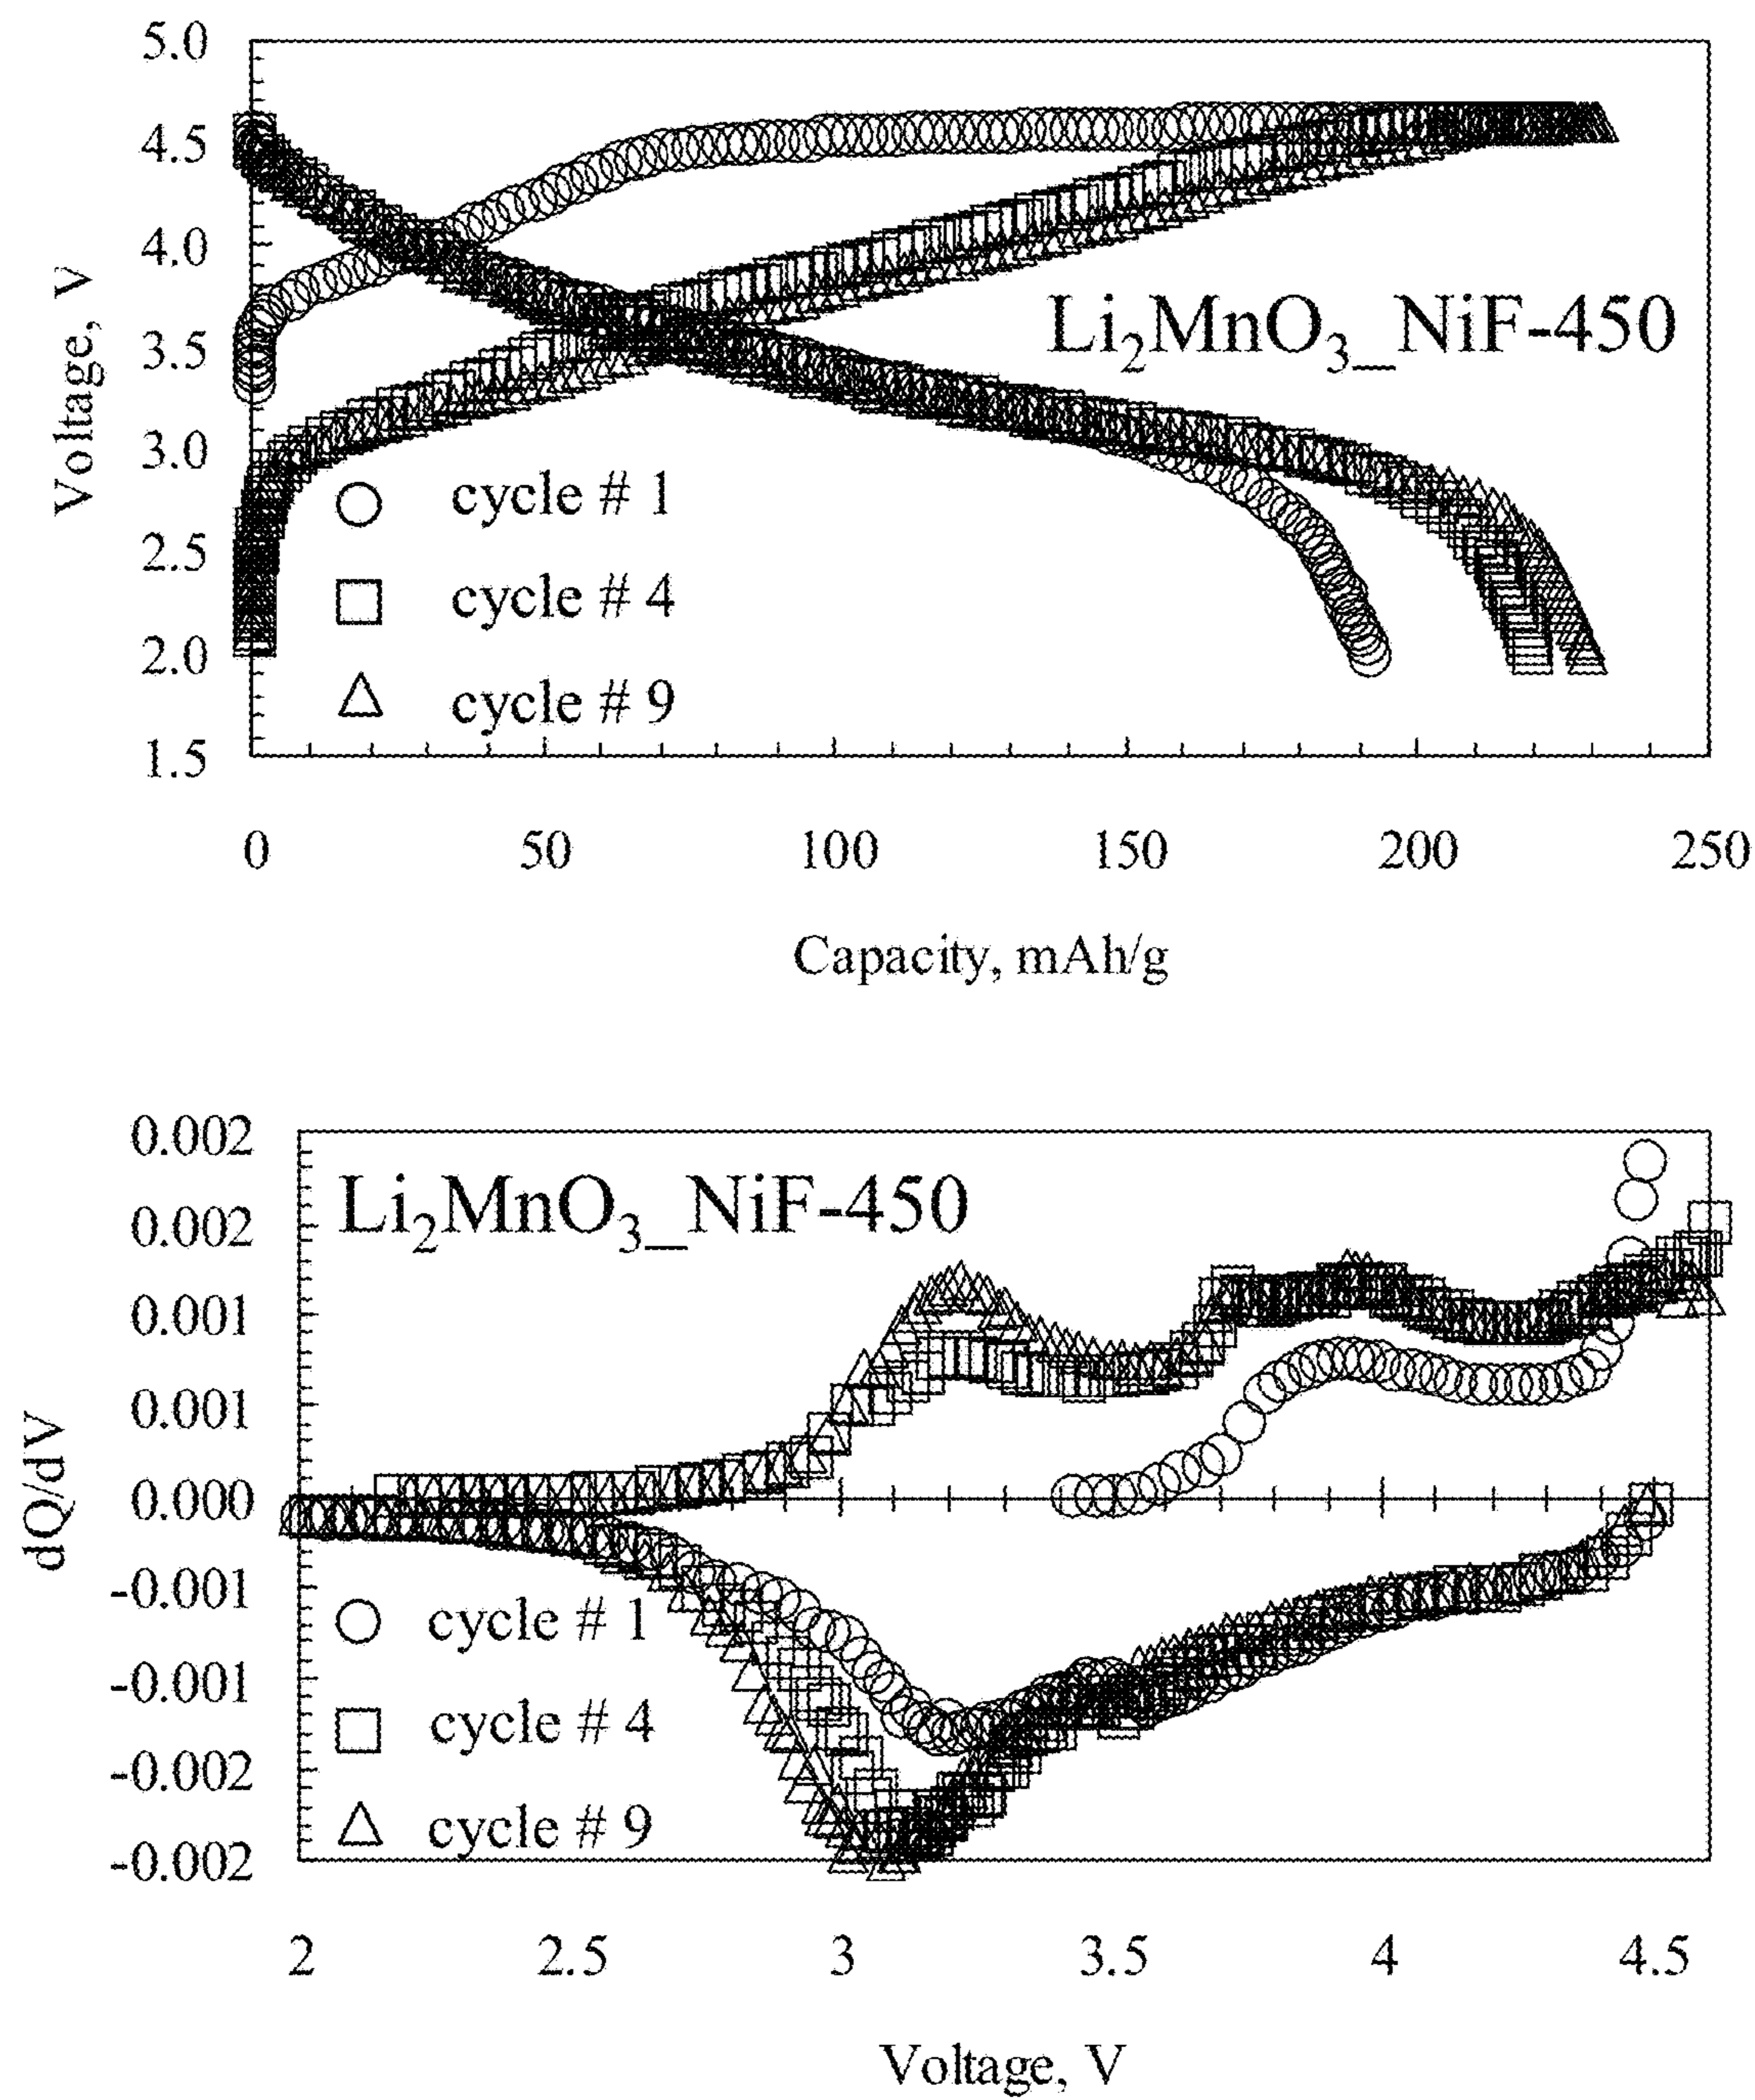 5.0
4.5
4.0
3.5
3.0
2.5
2.0
1.5
Voltage, V
Li₂MnO₃_NiF-450
cycle # 1
cycle # 4
cycle # 9
0 50 100 150 200 250
Capacity, mAh/g
0.002
0.002
0.001
0.001
0.000
-0.001
-0.001
-0.002
-0.002
dQ/dV
Li₂MnO₃_NiF-450
cycle # 1
cycle # 4
cycle # 9
2 2.5 3 3.5 4 4.5
Voltage, V